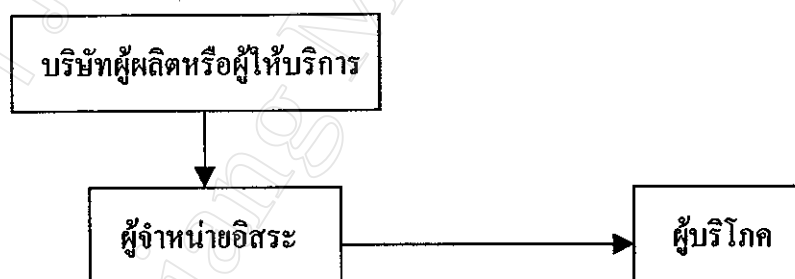 บริษัทผู้ผลิตหรือผู้ให้บริการ
ผู้จำหน่ายอิสระ
ผู้บริโภค